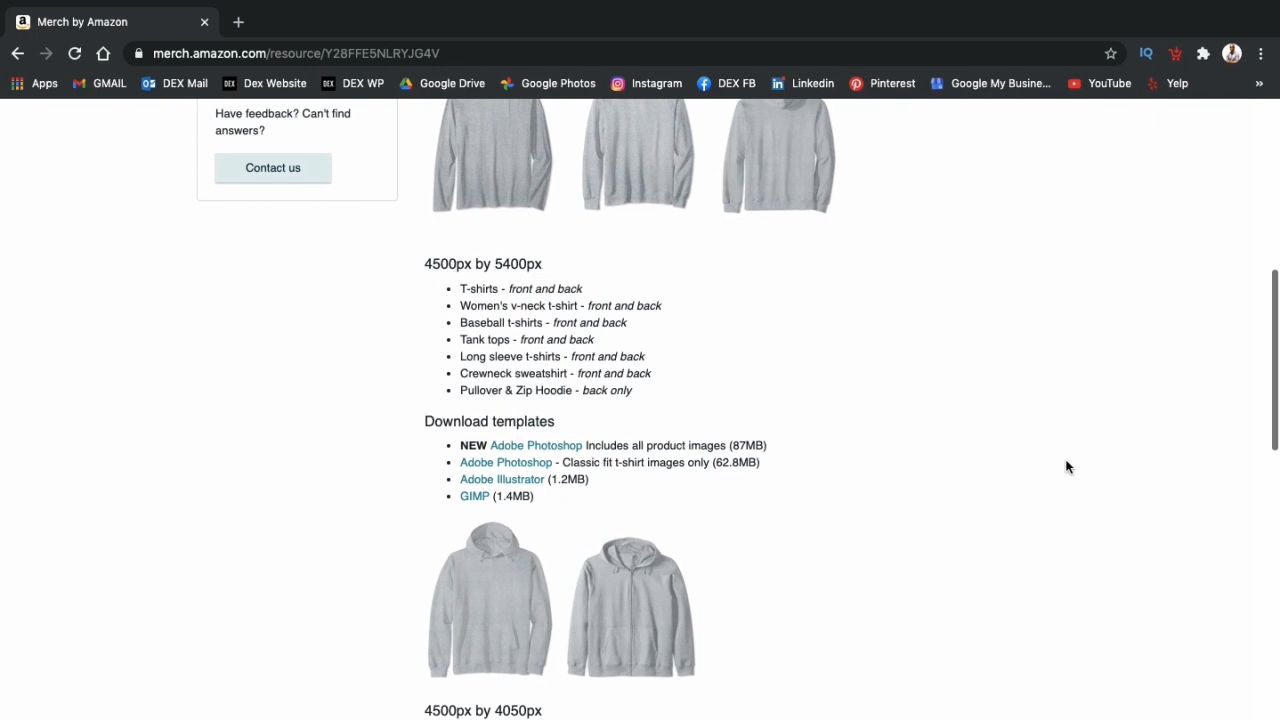 Merch by Amazon
merch.amazon.com/resource/Y28FFE5NLRYJG4V
IQ
Apps GMAIL DEX Mail DEX Dex Website DEX DEX WP Google Drive Google Photos Instagram DEX FB Linkedin Pinterest Google My Busine... YouTube Yelp »
Have feedback? Can't find
answers?
Contact us
4500px by 5400px
• T-shirts - front and back
• Women's v-neck t-shirt - front and back
• Baseball t-shirts - front and back
• Tank tops - front and back
• Long sleeve t-shirts - front and back
• Crewneck sweatshirt - front and back
• Pullover & Zip Hoodie - back only
Download templates
• NEW Adobe Photoshop Includes all product images (87MB)
• Adobe Photoshop - Classic fit t-shirt images only (62.8MB)
• Adobe Illustrator (1.2MB)
• GIMP (1.4MB)
4500px by 4050px